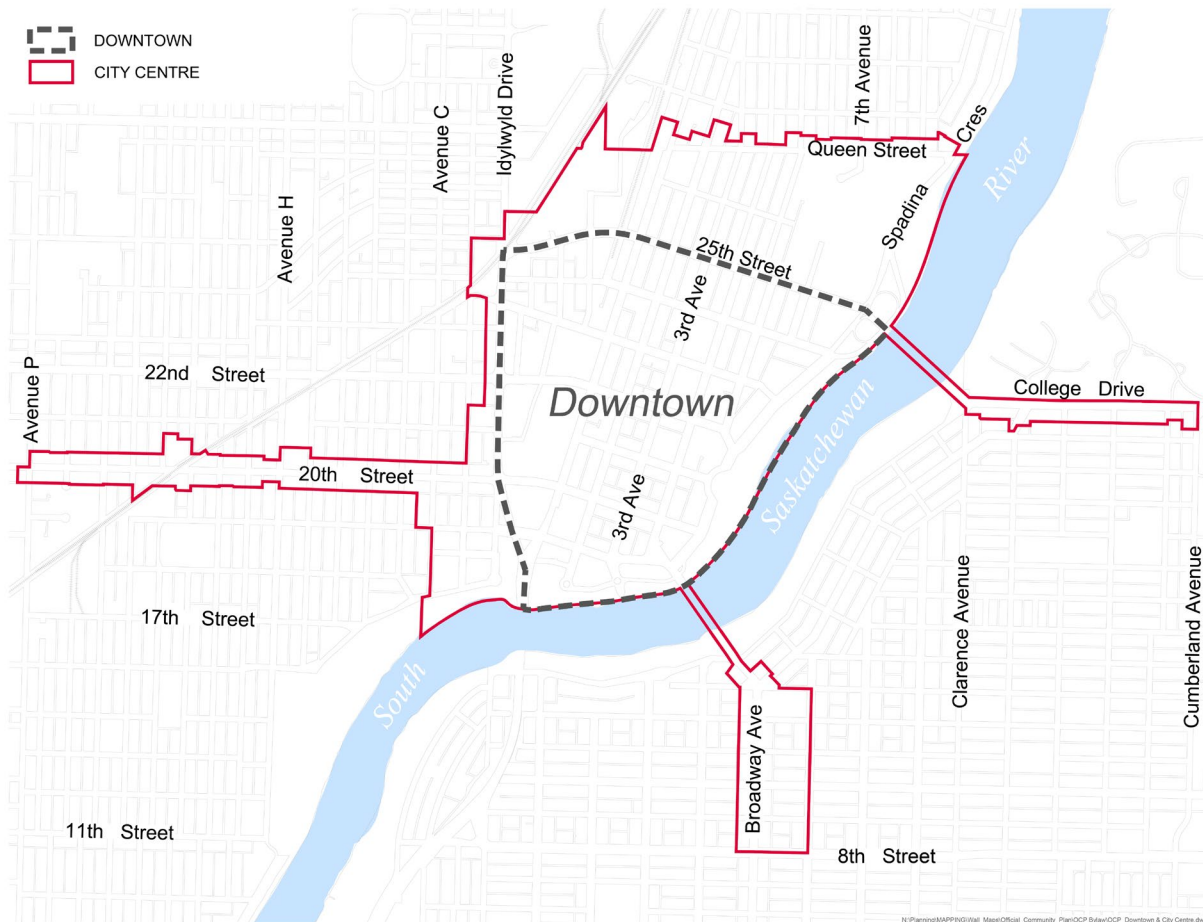 DOWNTOWN
CITY CENTRE
Idylwyld Drive
Avenue C
7th Avenue
Cres
Queen Street
River
Spadina
Avenue H
25th Street
3rd Ave
22nd Street
Avenue P
Downtown
College Drive
20th Street
Saskatchewan
3rd Ave
17th Street
Clarence Avenue
Cumberland Avenue
South
Broadway Ave
11th Street
8th Street